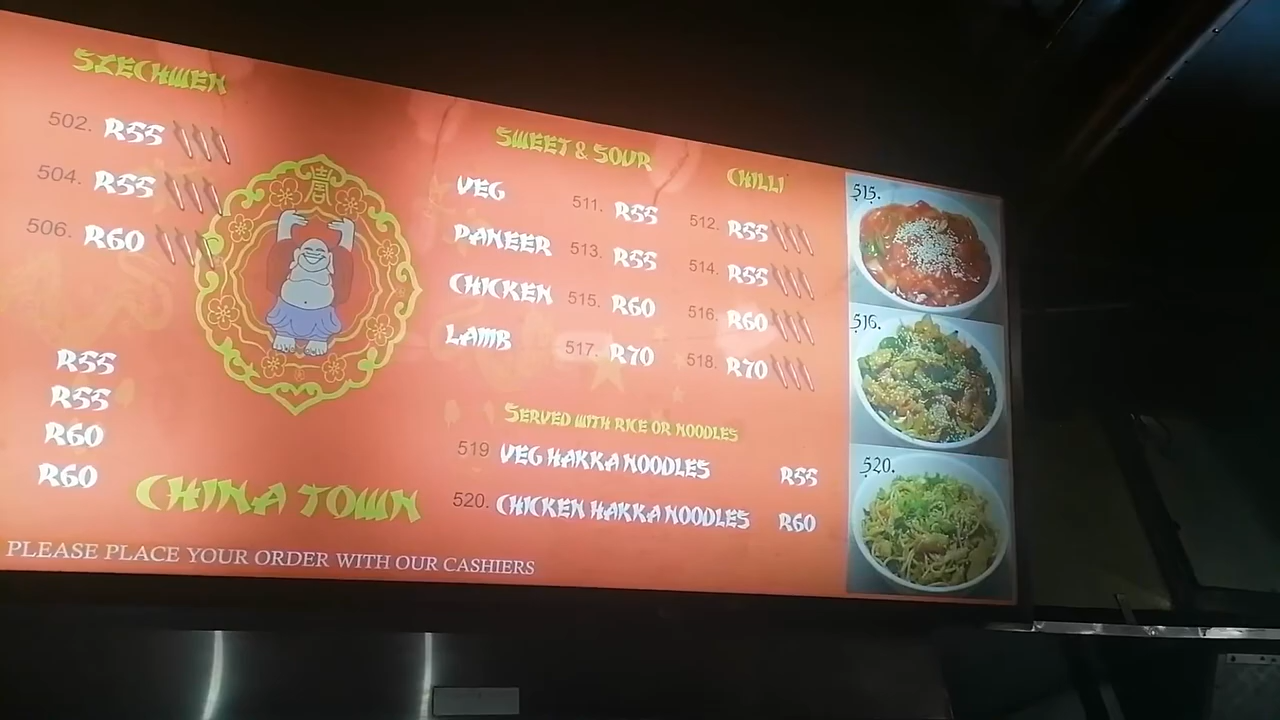 SZECHWEN
502. R55
504. R55
506. R60
R55
R55
R60
R60
周
CHINA TOWN
PLEASE PLACE YOUR ORDER WITH OUR CASHIERS
SWEET & SOUR CHILLI
VEG 511. R55 512. R55
PANEER 513. R55 514. R55
CHICKEN 515. R60 516. R60
LAMB 517. R70 518. R70
SERVED WITH RICE OR NOODLES
519 VEG HAKKA NOODLES R55
520. CHICKEN HAKKA NOODLES R60
515.
516.
520.